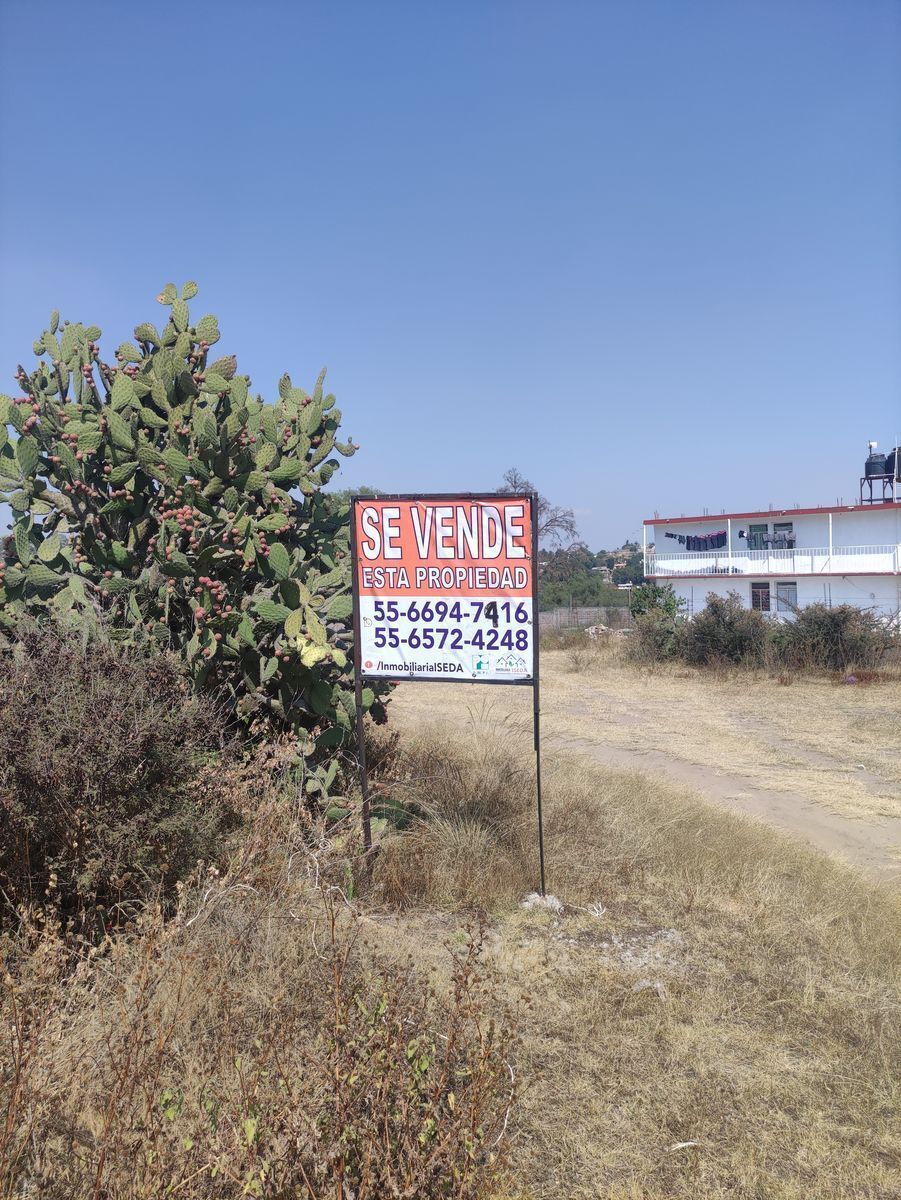 SE VENDE
ESTA PROPIEDAD
55-6694-7416
55-6572-4248
/InmobiliariaISEDA